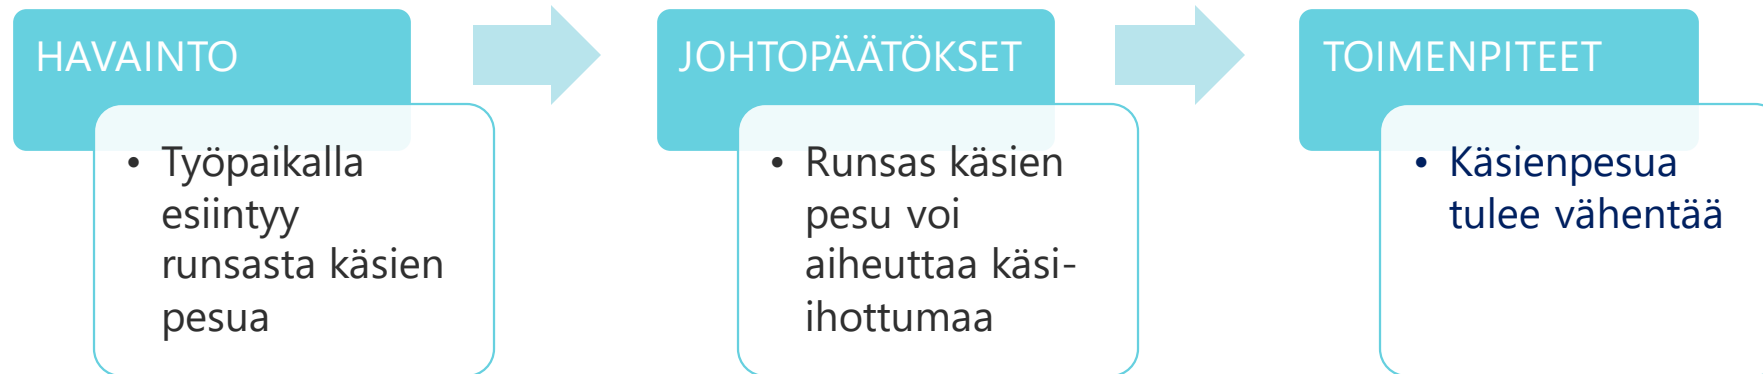 HAVAINTO
• Työpaikalla
esiintyy
runsasta käsien
pesua
JOHTOPÄÄTÖKSET
• Runsas käsien
pesu voi
aiheuttaa käsi-
ihottumaa
TOIMENPITEET
• Käsienpesua
tulee vähentää